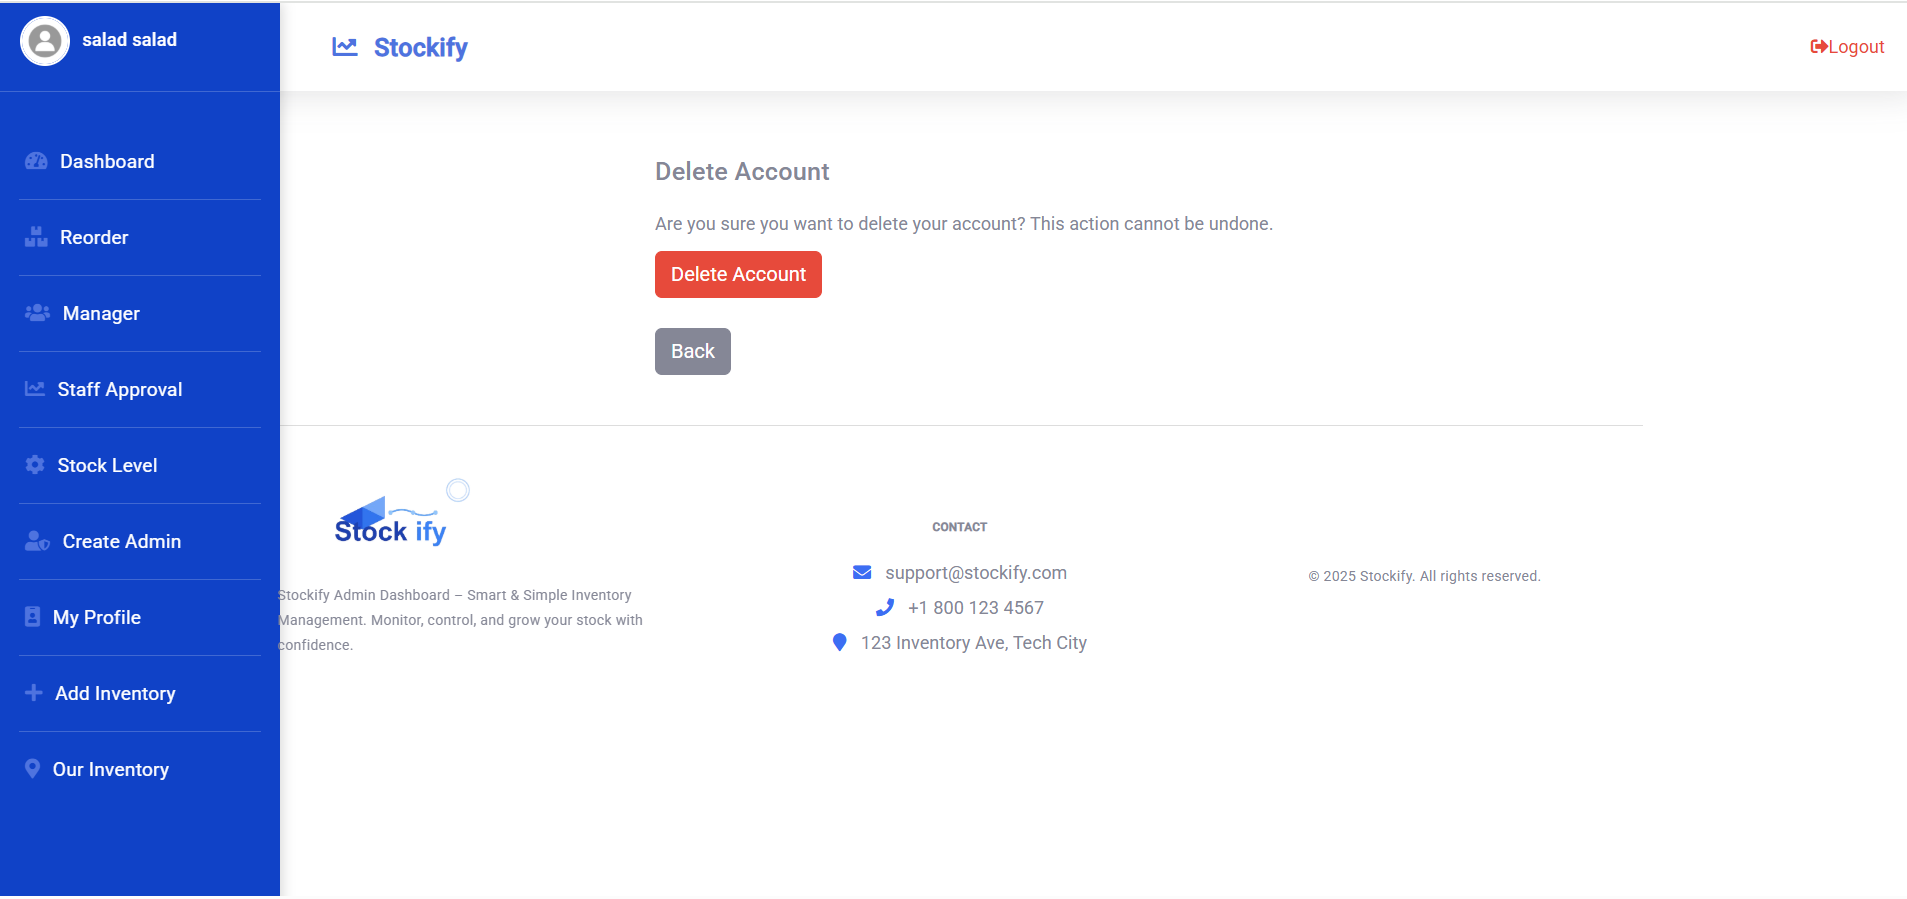 salad salad
Stockify
Logout
Dashboard
Reorder
Manager
Staff Approval
Stock Level
Create Admin
My Profile
Add Inventory
Our Inventory
Delete Account
Are you sure you want to delete your account? This action cannot be undone.
Delete Account
Back
Stock ify
Stockify Admin Dashboard – Smart & Simple Inventory
Management. Monitor, control, and grow your stock with
confidence.
CONTACT
support@stockify.com
+1 800 123 4567
123 Inventory Ave, Tech City
© 2025 Stockify. All rights reserved.